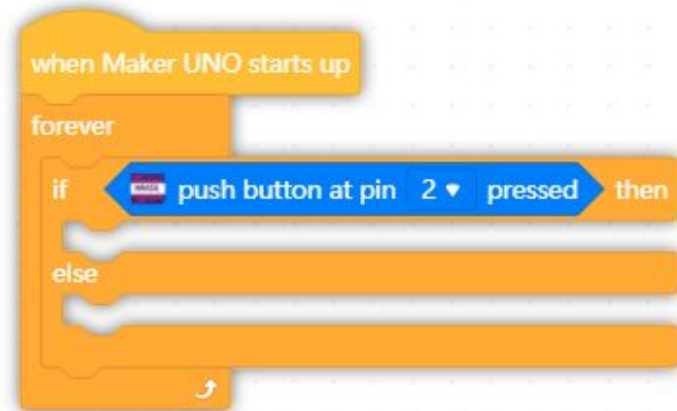 when Maker UNO starts up
forever
if push button at pin 2 pressed then
else